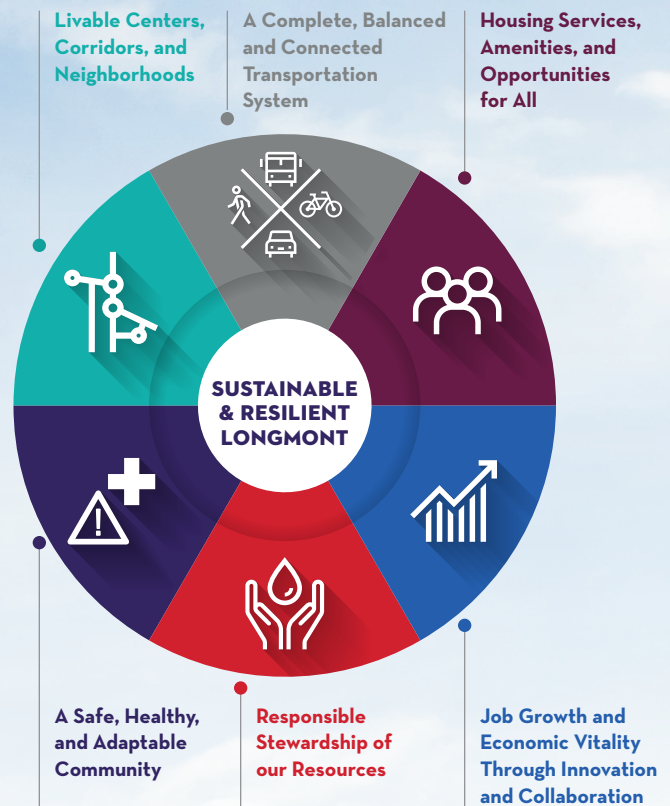 Livable Centers,
Corridors, and
Neighborhoods
A Complete, Balanced
and Connected
Transportation
System
Housing Services,
Amenities, and
Opportunities
for All
SUSTAINABLE
& RESILIENT
LONGMONT
A Safe, Healthy,
and Adaptable
Community
Responsible
Stewardship of
our Resources
Job Growth and
Economic Vitality
Through Innovation
and Collaboration